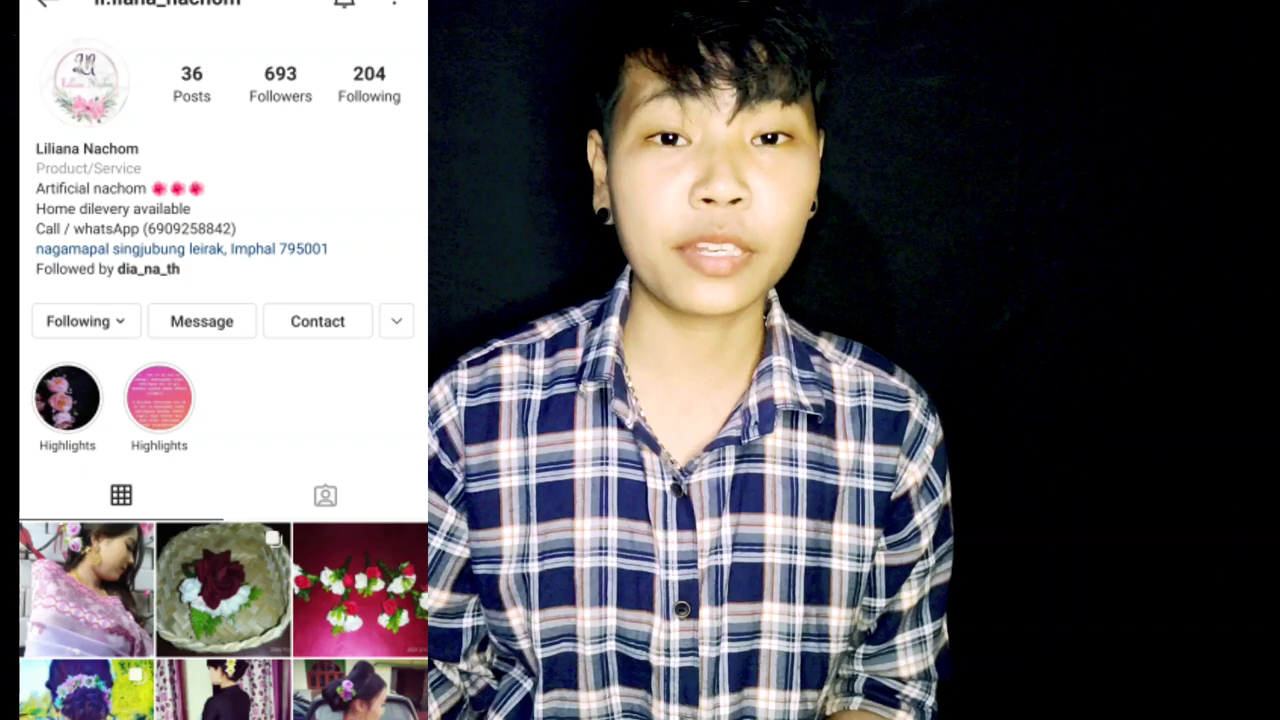 36 693 204
Posts Followers Following
Liliana Nachom
Product/Service
Artificial nachom 🌺🌺🌺
Home dilevery available
Call / whatsApp (6909258842)
nagamapal singjubung leirak, Imphal 795001
Followed by dia_na_th
Following Message Contact
Highlights Highlights